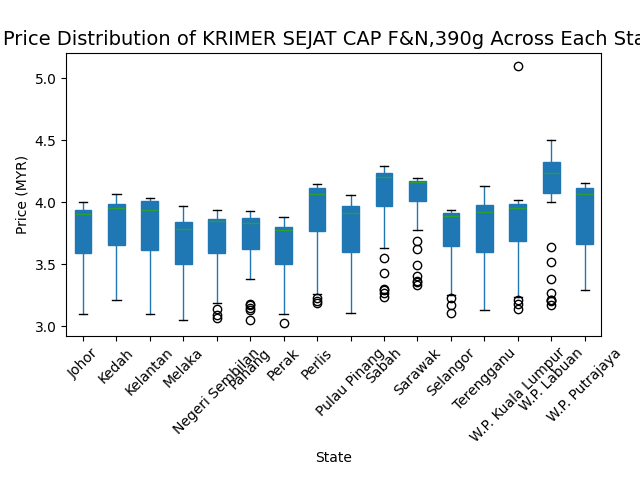 Price Distribution of KRIMER SEJAT CAP F&N,390g Across Each Sta
Price (MYR)
5.0
4.5
4.0
3.5
3.0
Johor
Kedah
Kelantan
Melaka
Negeri Sembilan
Pahang
Perak
Perlis
Pulau Pinang
Sabah
Sarawak
Selangor
Terengganu
W.P. Kuala Lumpur
W.P. Labuan
W.P. Putrajaya
State